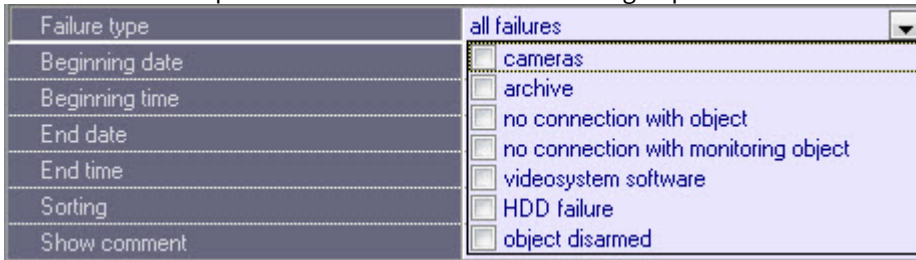 Failure type all failures
Beginning date cameras
Beginning time archive
End date no connection with object
End time no connection with monitoring object
Sorting videosystem software
Show comment HDD failure
object disarmed